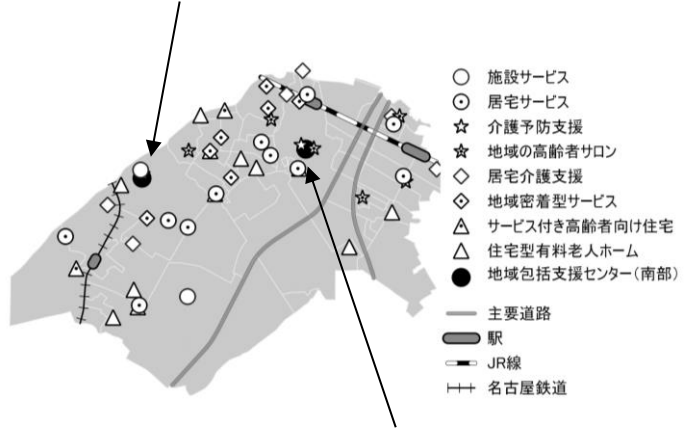 施設サービス
居宅サービス
介護予防支援
地域の高齢者サロン
居宅介護支援
地域密着型サービス
サービス付き高齢者向け住宅
住宅型有料老人ホーム
地域包括支援センター(南部)
主要道路
駅
JR線
名古屋鉄道